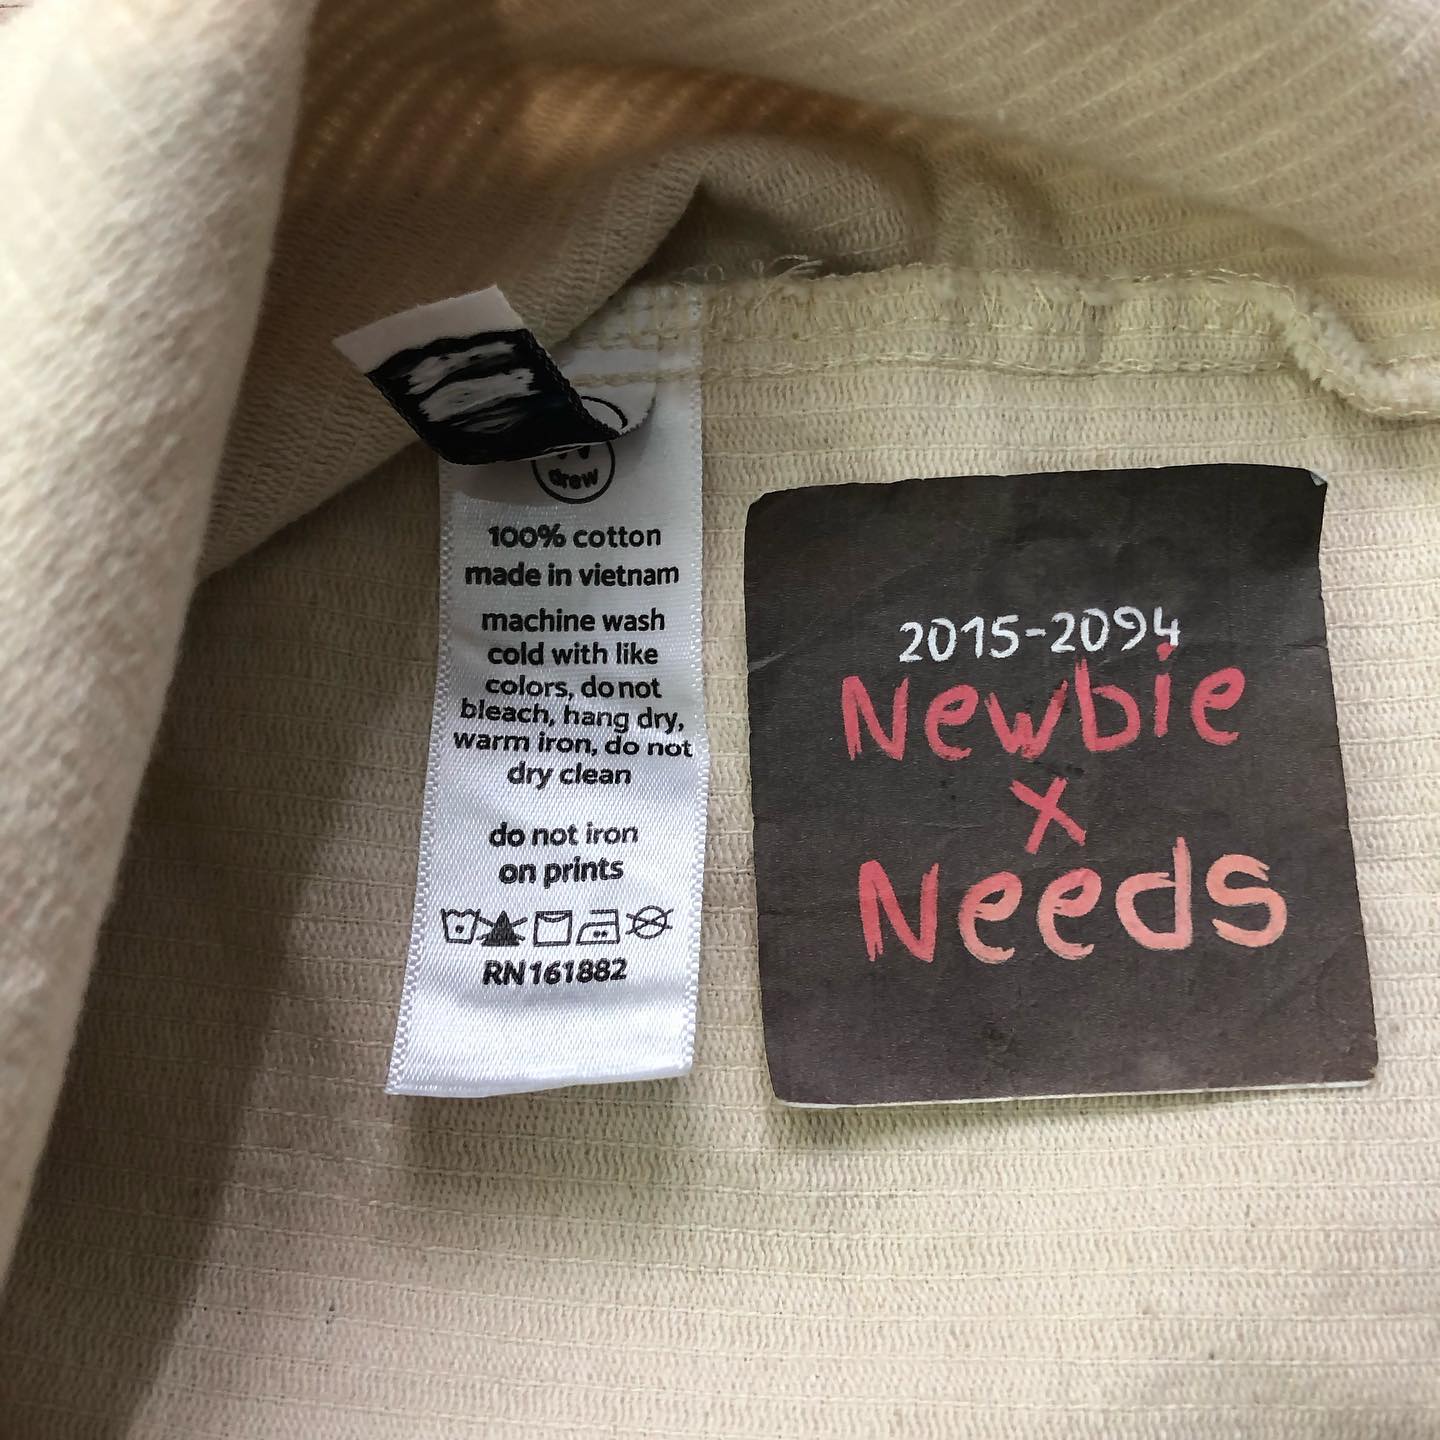 drew
100% cotton
made in vietnam
machine wash
cold with like
colors, do not
bleach, hang dry,
warm iron, do not
dry clean
do not iron
on prints
RN 161882
2015-2094
Newbie
x
Needs